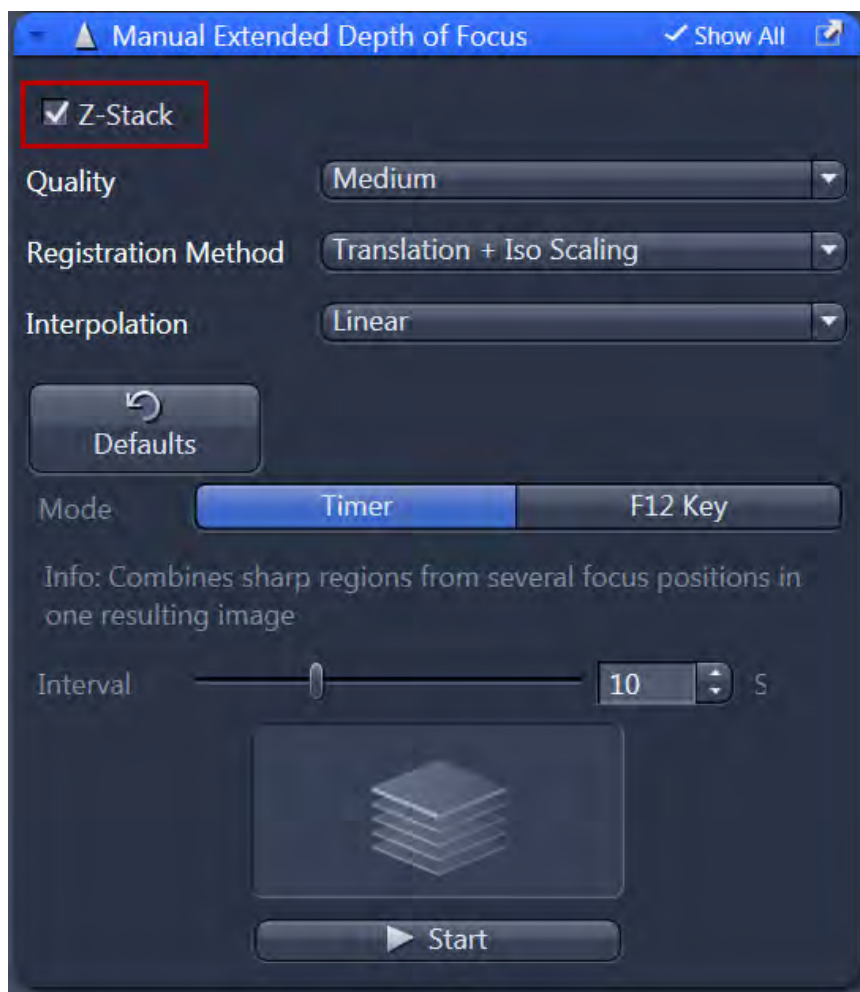 Manual Extended Depth of Focus Show All
Z-Stack
Quality Medium
Registration Method Translation + Iso Scaling
Interpolation Linear
Defaults
Mode Timer F12 Key
Info: Combines sharp regions from several focus positions in
one resulting image
Interval 10 S
Start